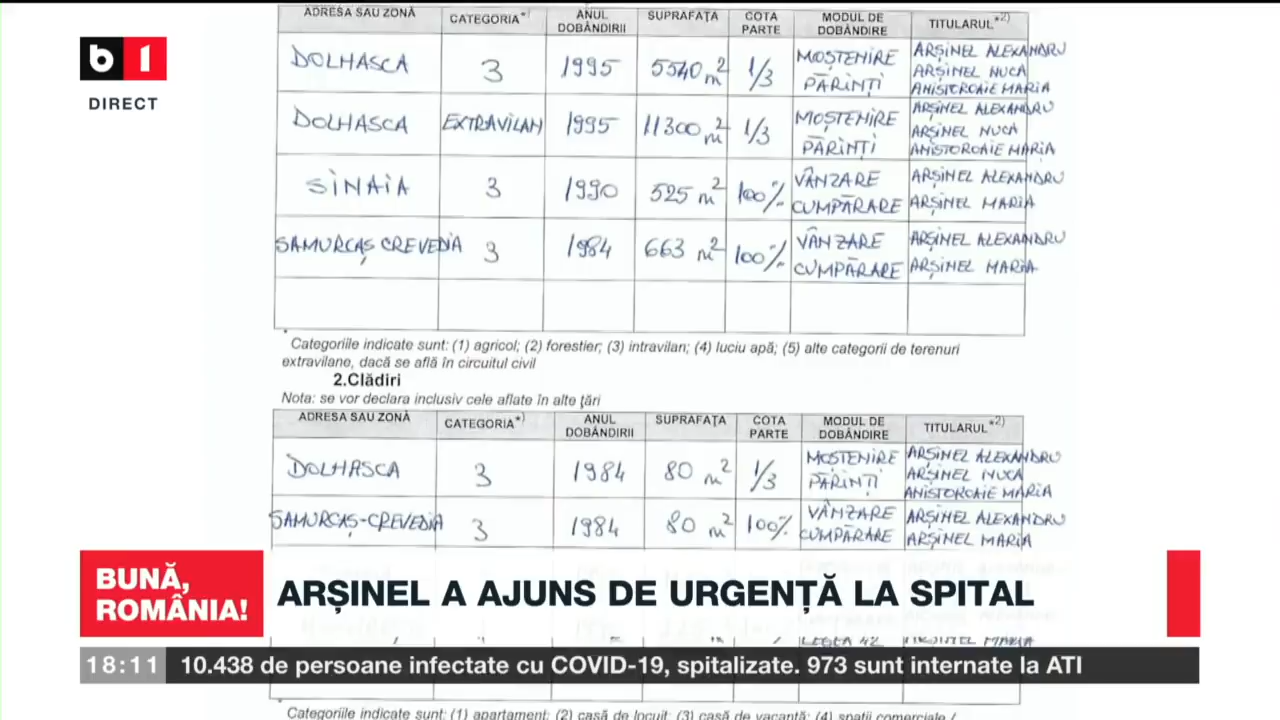 b 1
DIRECT
ADRESA SAU ZONĂ CATEGORIA*) ANUL DOBÂNDIRII SUPRAFAŢA COTA PARTE MODUL DE DOBÂNDIRE TITULARUL*2)
DOLHASCA 3 1995 5540 m2 1/3 MOȘTENIRE PĂRINȚI ARȘINEL ALEXANDRU ARȘINEL NUCA ANISTOROAIE MARIA
DOLHASCA EXTRAVILAN 1995 11300 m2 1/3 MOȘTENIRE PĂRINȚI ARȘINEL ALEXANDRU ARȘINEL NUCA ANISTOROAIE MARIA
SINAIA 3 1990 525 m2 100% VÂNZARE CUMPĂRARE ARȘINEL ALEXANDRU ARȘINEL MARIA
SAMURCAȘ CREVEDIA 3 1984 663 m2 100% VÂNZARE CUMPĂRARE ARȘINEL ALEXANDRU ARȘINEL MARIA
* Categoriile indicate sunt: (1) agricol; (2) forestier; (3) intravilan; (4) luciu apă; (5) alte categorii de terenuri
extravilane, dacă se află în circuitul civil
2.Clădiri
Nota: se vor declara inclusiv cele aflate în alte ţări
ADRESA SAU ZONĂ CATEGORIA*) ANUL DOBÂNDIRII SUPRAFAŢA COTA PARTE MODUL DE DOBÂNDIRE TITULARUL*2)
DOLHASCA 3 1984 80 m2 1/3 MOȘTENIRE PĂRINȚI ARȘINEL ALEXANDRU ARȘINEL NUCA ANISTOROAIE MARIA
SAMURCAȘ-CREVEDIA 3 1984 80 m2 100% VÂNZARE CUMPĂRARE ARȘINEL ALEXANDRU ARȘINEL MARIA
BUNĂ,
ROMÂNIA!
ARȘINEL A AJUNS DE URGENȚĂ LA SPITAL
LEGEA 42
18:11 10.438 de persoane infectate cu COVID-19, spitalizate. 973 sunt internate la ATI
Categoriile indicate sunt: (1) apartament; (2) casă de locuit; (3) casă de vacanţă; (4) spaţii comerciale /